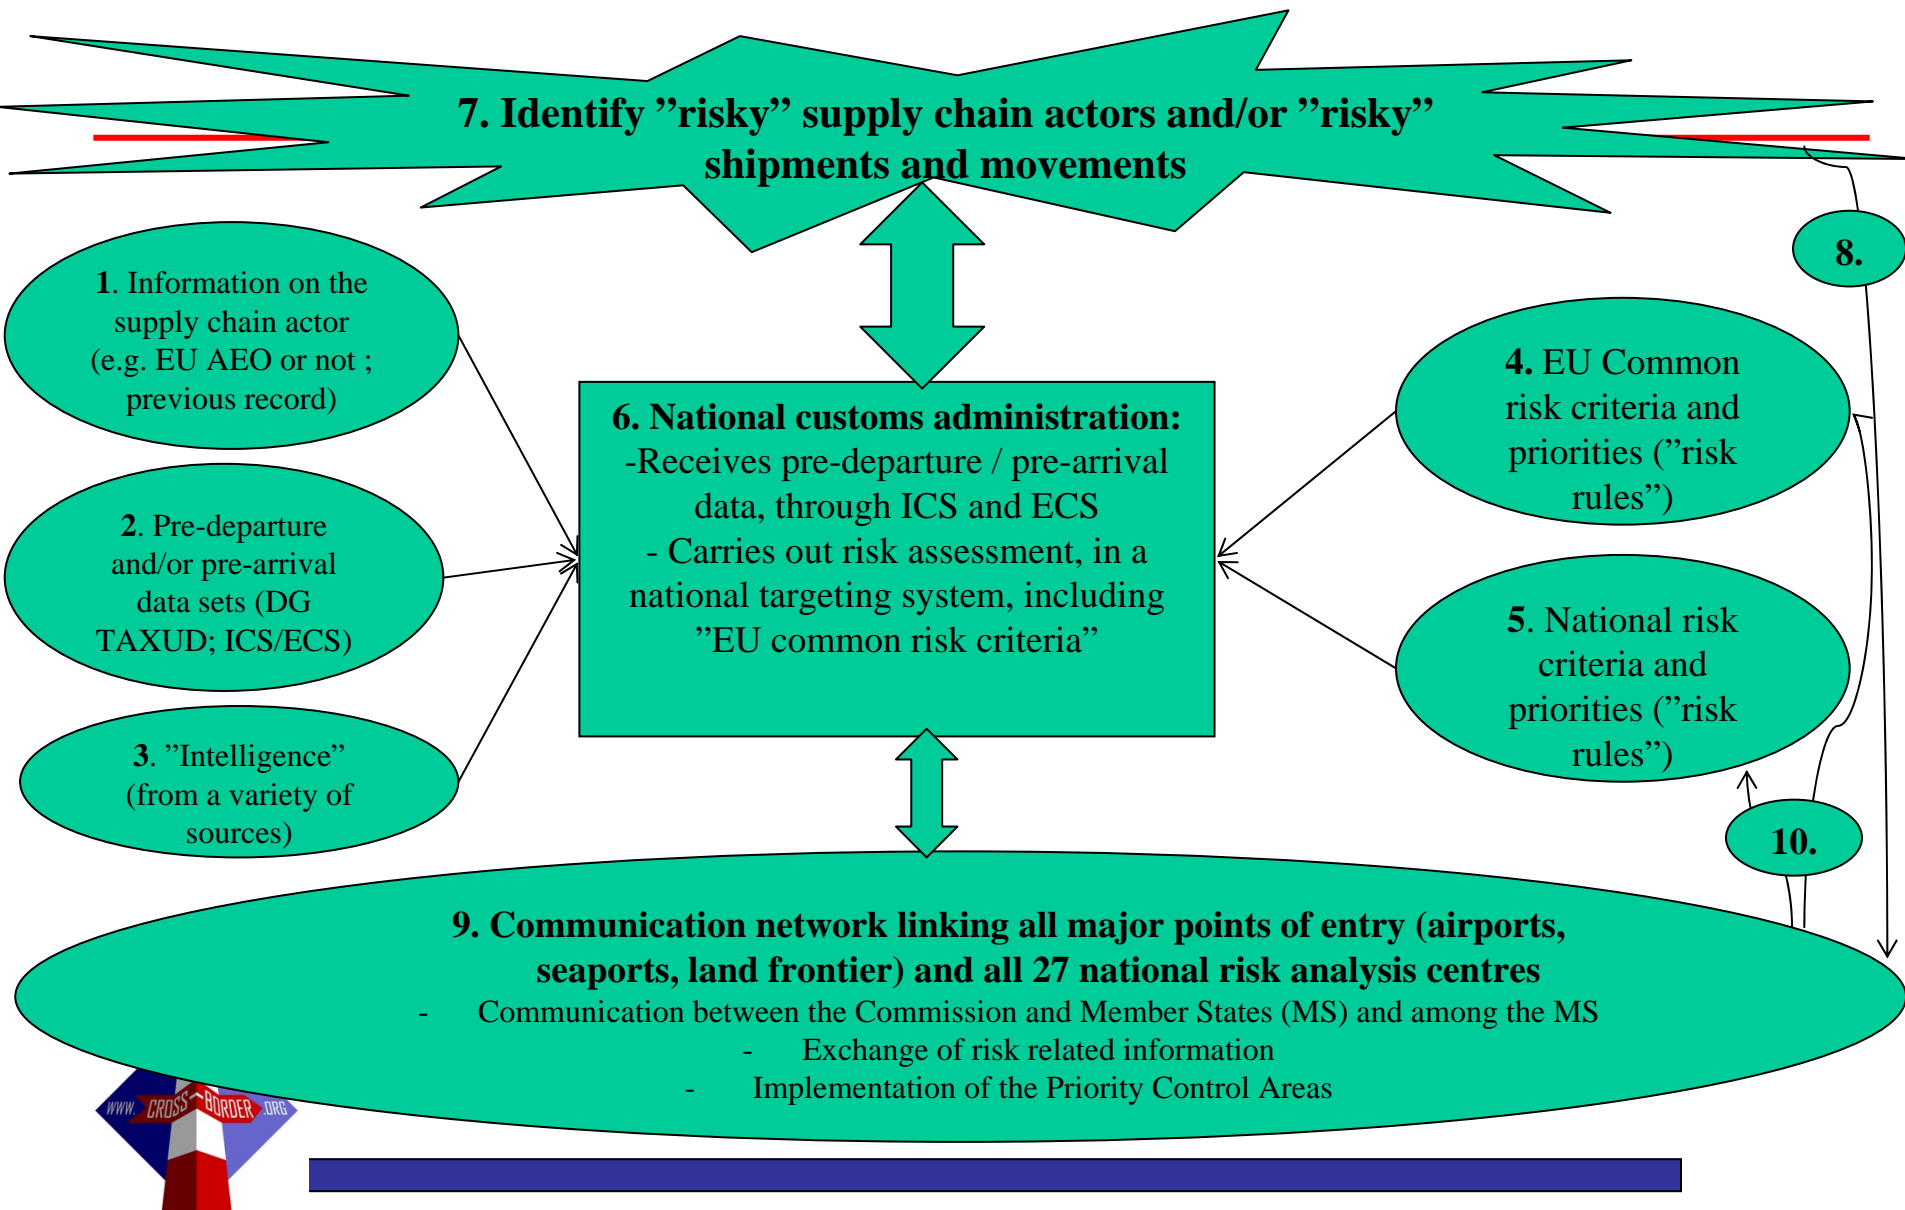 7. Identify ”risky” supply chain actors and/or ”risky”
shipments and movements
1. Information on the
supply chain actor
(e.g. EU AEO or not ;
previous record)
2. Pre-departure
and/or pre-arrival
data sets (DG
TAXUD; ICS/ECS)
3. ”Intelligence”
(from a variety of
sources)
6. National customs administration:
-Receives pre-departure / pre-arrival
data, through ICS and ECS
- Carries out risk assessment, in a
national targeting system, including
”EU common risk criteria”
8.
4. EU Common
risk criteria and
priorities (”risk
rules”)
5. National risk
criteria and
priorities (”risk
rules”)
10.
9. Communication network linking all major points of entry (airports,
seaports, land frontier) and all 27 national risk analysis centres
- Communication between the Commission and Member States (MS) and among the MS
- Exchange of risk related information
- Implementation of the Priority Control Areas
WWW. CROSS-BORDER .ORG